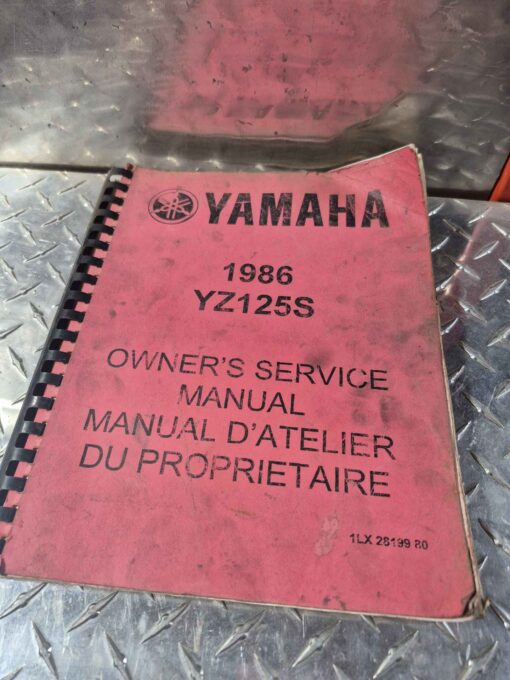 YAMAHA
1986
YZ125S
OWNER'S SERVICE
MANUAL
MANUAL D'ATELIER
DU PROPRIETAIRE
1LX 28199 80